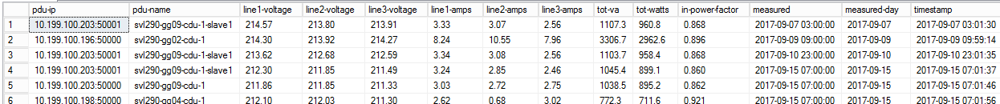 pdu-ip pdu-name line1-voltage line2-voltage line3-voltage line1-amps line2-amps line3-amps tot-va tot-watts in-power-factor measured measured-day timestamp
1 10.199.100.203:50001 svl290-gg09-cdu-1-slave1 214.57 213.80 213.91 3.33 3.07 2.56 1107.3 960.8 0.868 2017-09-07 03:00:00 2017-09-07 2017-09-07 03:01:30
2 10.199.100.196:50000 svl290-gg02-cdu-1 214.30 213.92 214.27 8.24 10.55 7.96 3306.7 2962.6 0.896 2017-09-09 09:00:00 2017-09-09 2017-09-09 09:59:14
3 10.199.100.203:50001 svl290-gg09-cdu-1-slave1 213.62 212.68 212.59 3.34 3.08 2.56 1103.7 958.4 0.868 2017-09-10 23:00:00 2017-09-10 2017-09-10 23:01:35
4 10.199.100.203:50001 svl290-gg09-cdu-1-slave1 212.30 211.85 211.49 3.24 2.85 2.46 1045.4 899.1 0.860 2017-09-15 07:00:00 2017-09-15 2017-09-15 07:01:37
5 10.199.100.203:50000 svl290-gg09-cdu-1 211.86 211.85 211.33 3.03 2.72 2.75 1038.5 895.2 0.862 2017-09-15 07:00:00 2017-09-15 2017-09-15 07:01:46
6 10.199.100.198:50000 svl290-gg04-cdu-1 212.10 212.03 211.30 2.62 0.68 3.02 772.3 711.6 0.921 2017-09-15 07:00:00 2017-09-15 2017-09-15 07:01:56